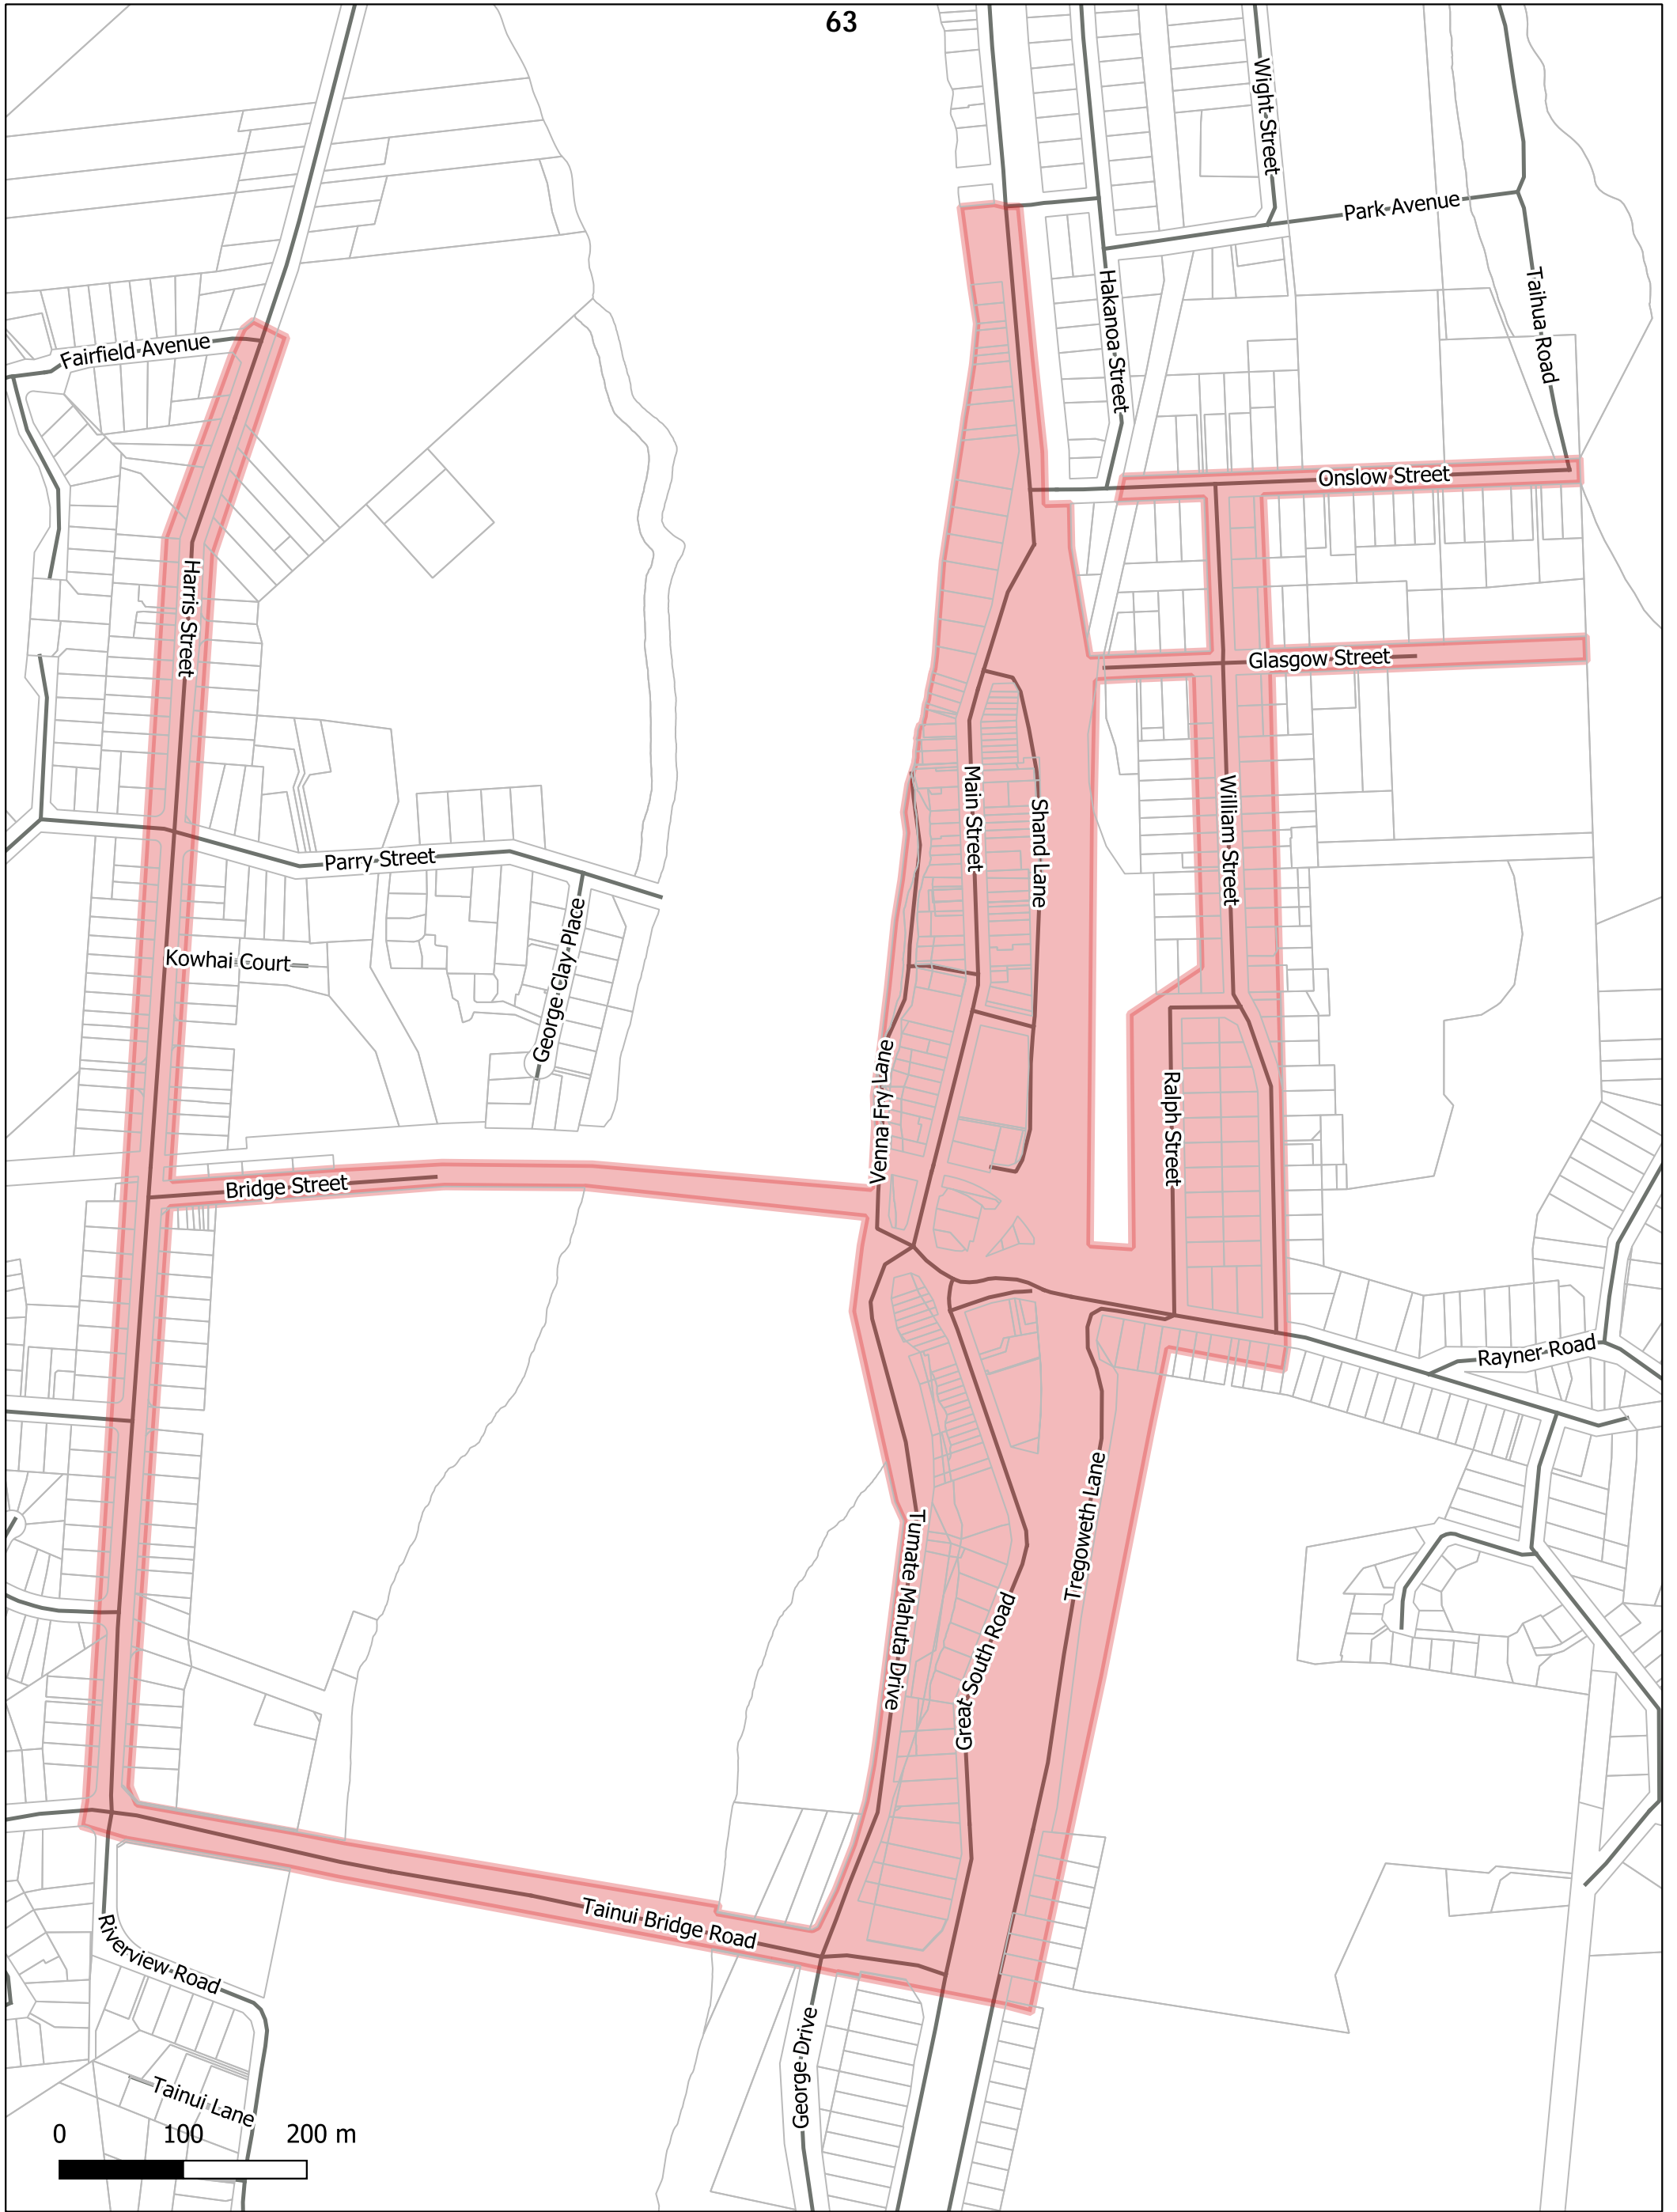 63
Wight Street
Park Avenue
Hakanoa Street
Taihua Road
Fairfield Avenue
Onslow Street
Harris Street
Glasgow Street
Main Street
Shand Lane
William Street
Parry Street
George Clay Place
Kowhai Court
Venna Fry Lane
Ralph Street
Bridge Street
Rayner Road
Tregoweth Lane
Tumate Mahuta Drive
Great South Road
Tainui Bridge Road
Riverview Road
George Drive
Tainui Lane
0 100 200 m